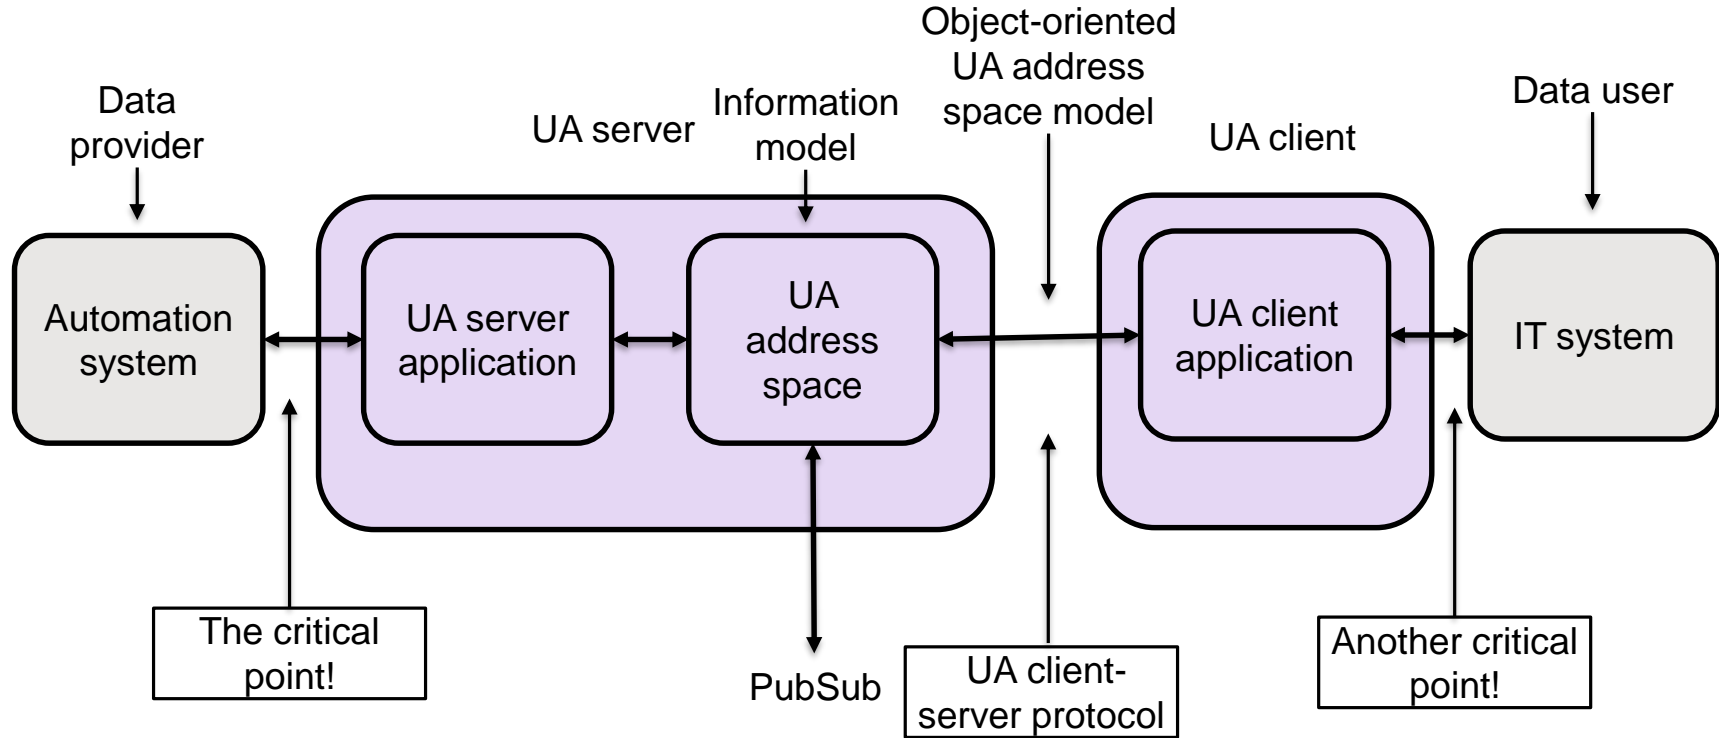 Data
provider
UA server
Information
model
Object-oriented
UA address
space model
UA client
Data user
Automation
system
UA server
application
UA
address
space
UA client
application
IT system
The critical
point!
PubSub
UA client-
server protocol
Another critical
point!